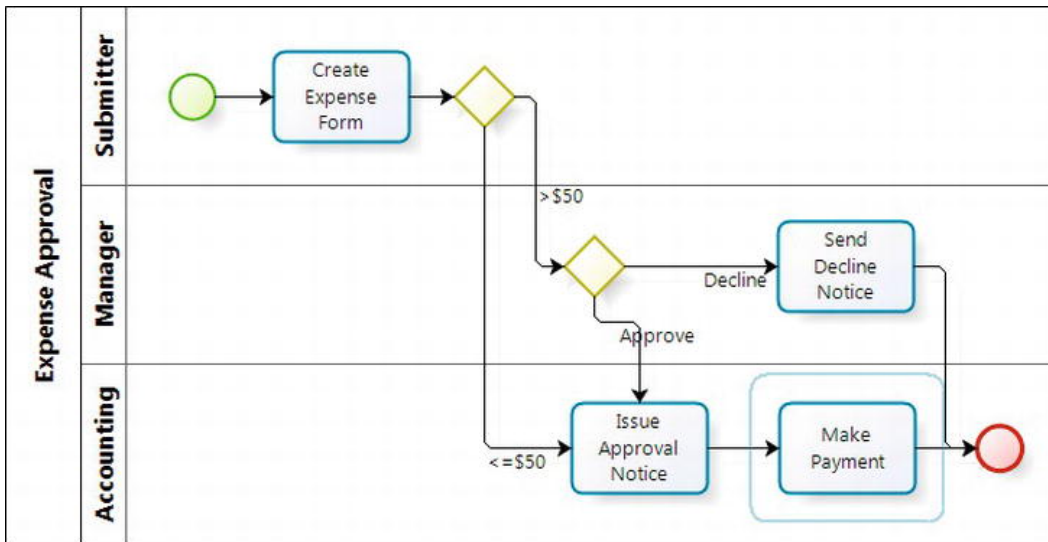 Expense Approval
Submitter
Create
Expense
Form
>$50
Manager
Decline
Send
Decline
Notice
Approve
Accounting
<=$50
Issue
Approval
Notice
Make
Payment